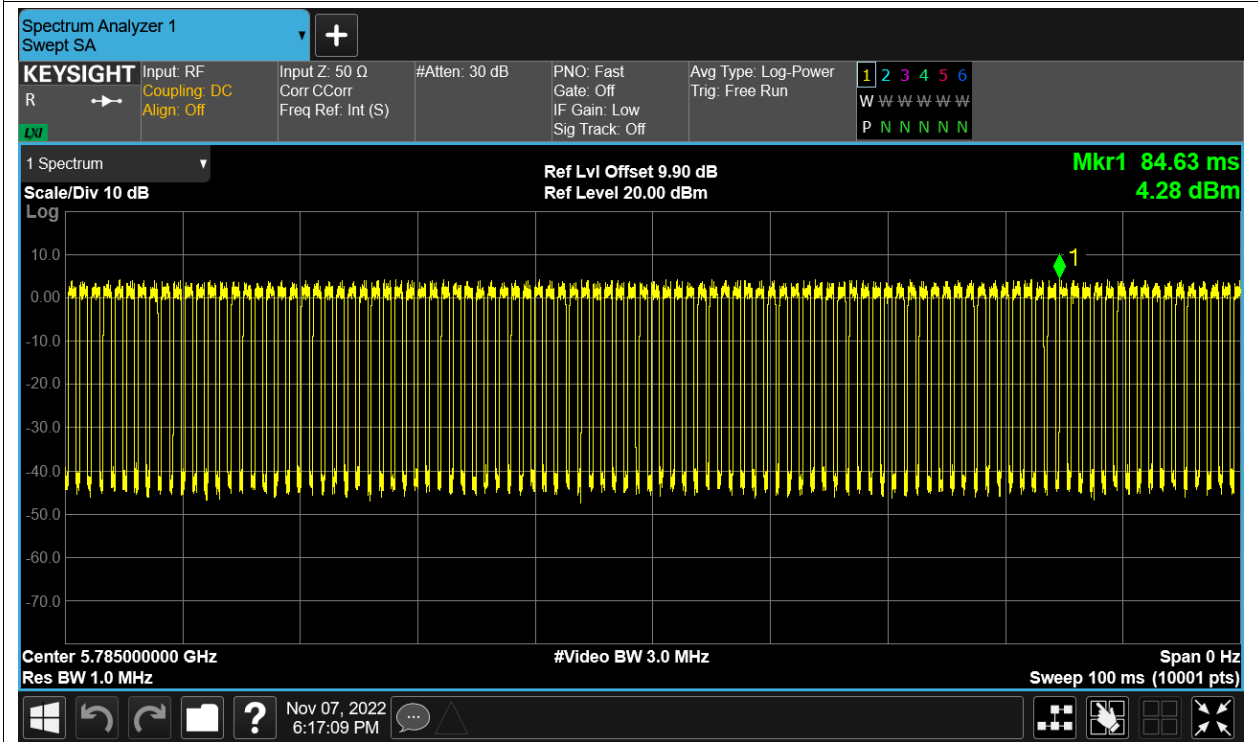 Spectrum Analyzer 1
Swept SA
+
KEYSIGHT
R
LXI
Input: RF
Coupling: DC
Align: Off
Input Z: 50 Ω
Corr CCorr
Freq Ref: Int (S)
#Atten: 30 dB
PNO: Fast
Gate: Off
IF Gain: Low
Sig Track: Off
Avg Type: Log-Power
Trig: Free Run
1 2 3 4 5 6
W W W W W W
P N N N N N
1 Spectrum
Scale/Div 10 dB
Log
Ref Lvl Offset 9.90 dB
Ref Level 20.00 dBm
Mkr1 84.63 ms
4.28 dBm
1
10.0
0.00
-10.0
-20.0
-30.0
-40.0
-50.0
-60.0
-70.0
Center 5.785000000 GHz
Res BW 1.0 MHz
#Video BW 3.0 MHz
Span 0 Hz
Sweep 100 ms (10001 pts)
?
Nov 07, 2022
6:17:09 PM